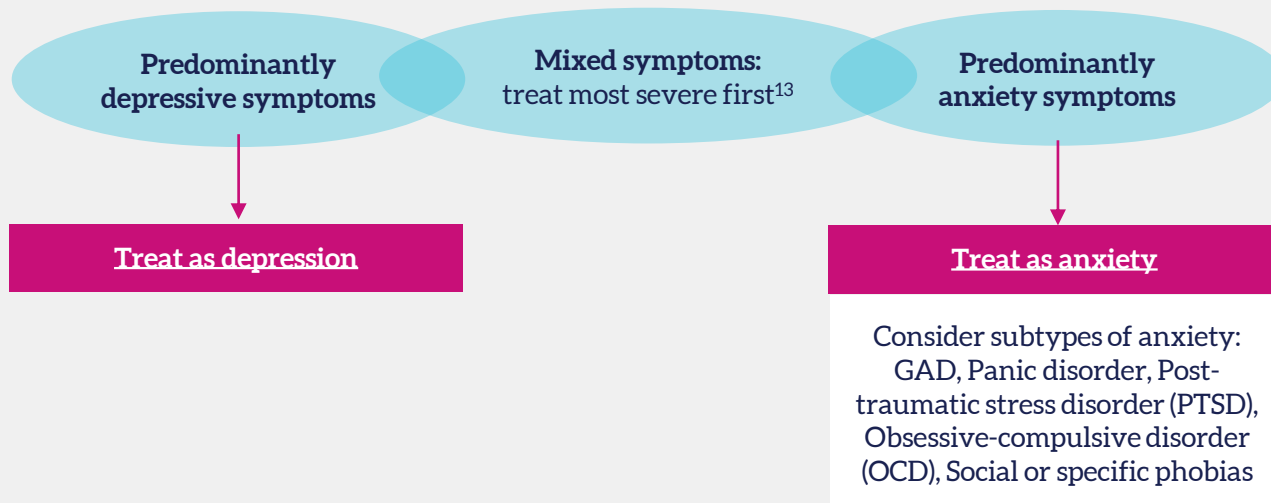 Predominantly
depressive symptoms
Mixed symptoms:
treat most severe first¹³
Predominantly
anxiety symptoms
Treat as depression
Treat as anxiety
Consider subtypes of anxiety:
GAD, Panic disorder, Post-
traumatic stress disorder (PTSD),
Obsessive-compulsive disorder
(OCD), Social or specific phobias